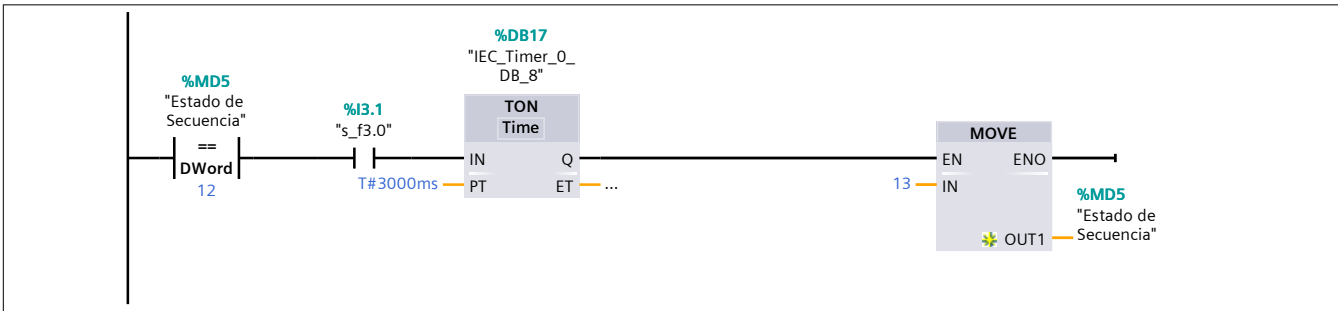 %DB17
"IEC_Timer_0_
DB_8"
%MD5
"Estado de
Secuencia"
%I3.1
"s_f3.0"
TON
Time
MOVE
==
DWord
12
IN
Q
EN
ENO
T#3000ms
PT
ET
...
13
IN
%MD5
"Estado de
Secuencia"
OUT1